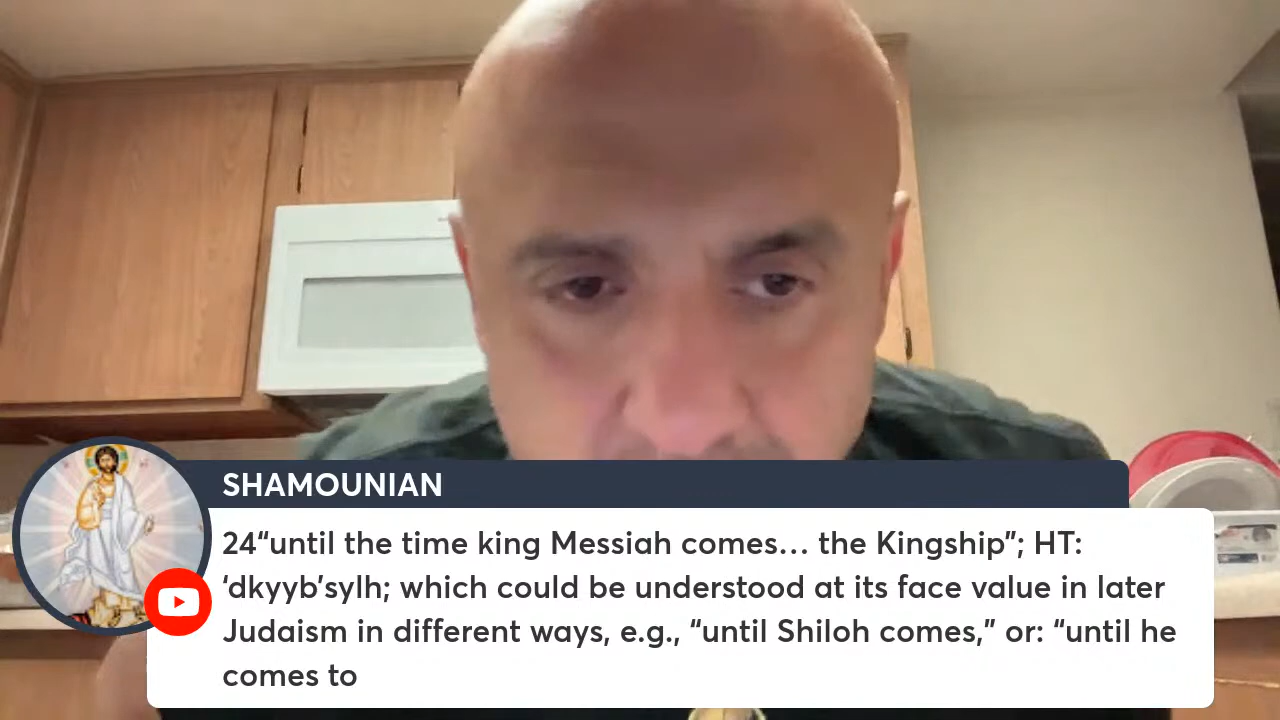 SHAMOUNIAN
24“until the time king Messiah comes... the Kingship”; HT:
‘dkyyb’sylh; which could be understood at its face value in later
Judaism in different ways, e.g., “until Shiloh comes,” or: “until he
comes to